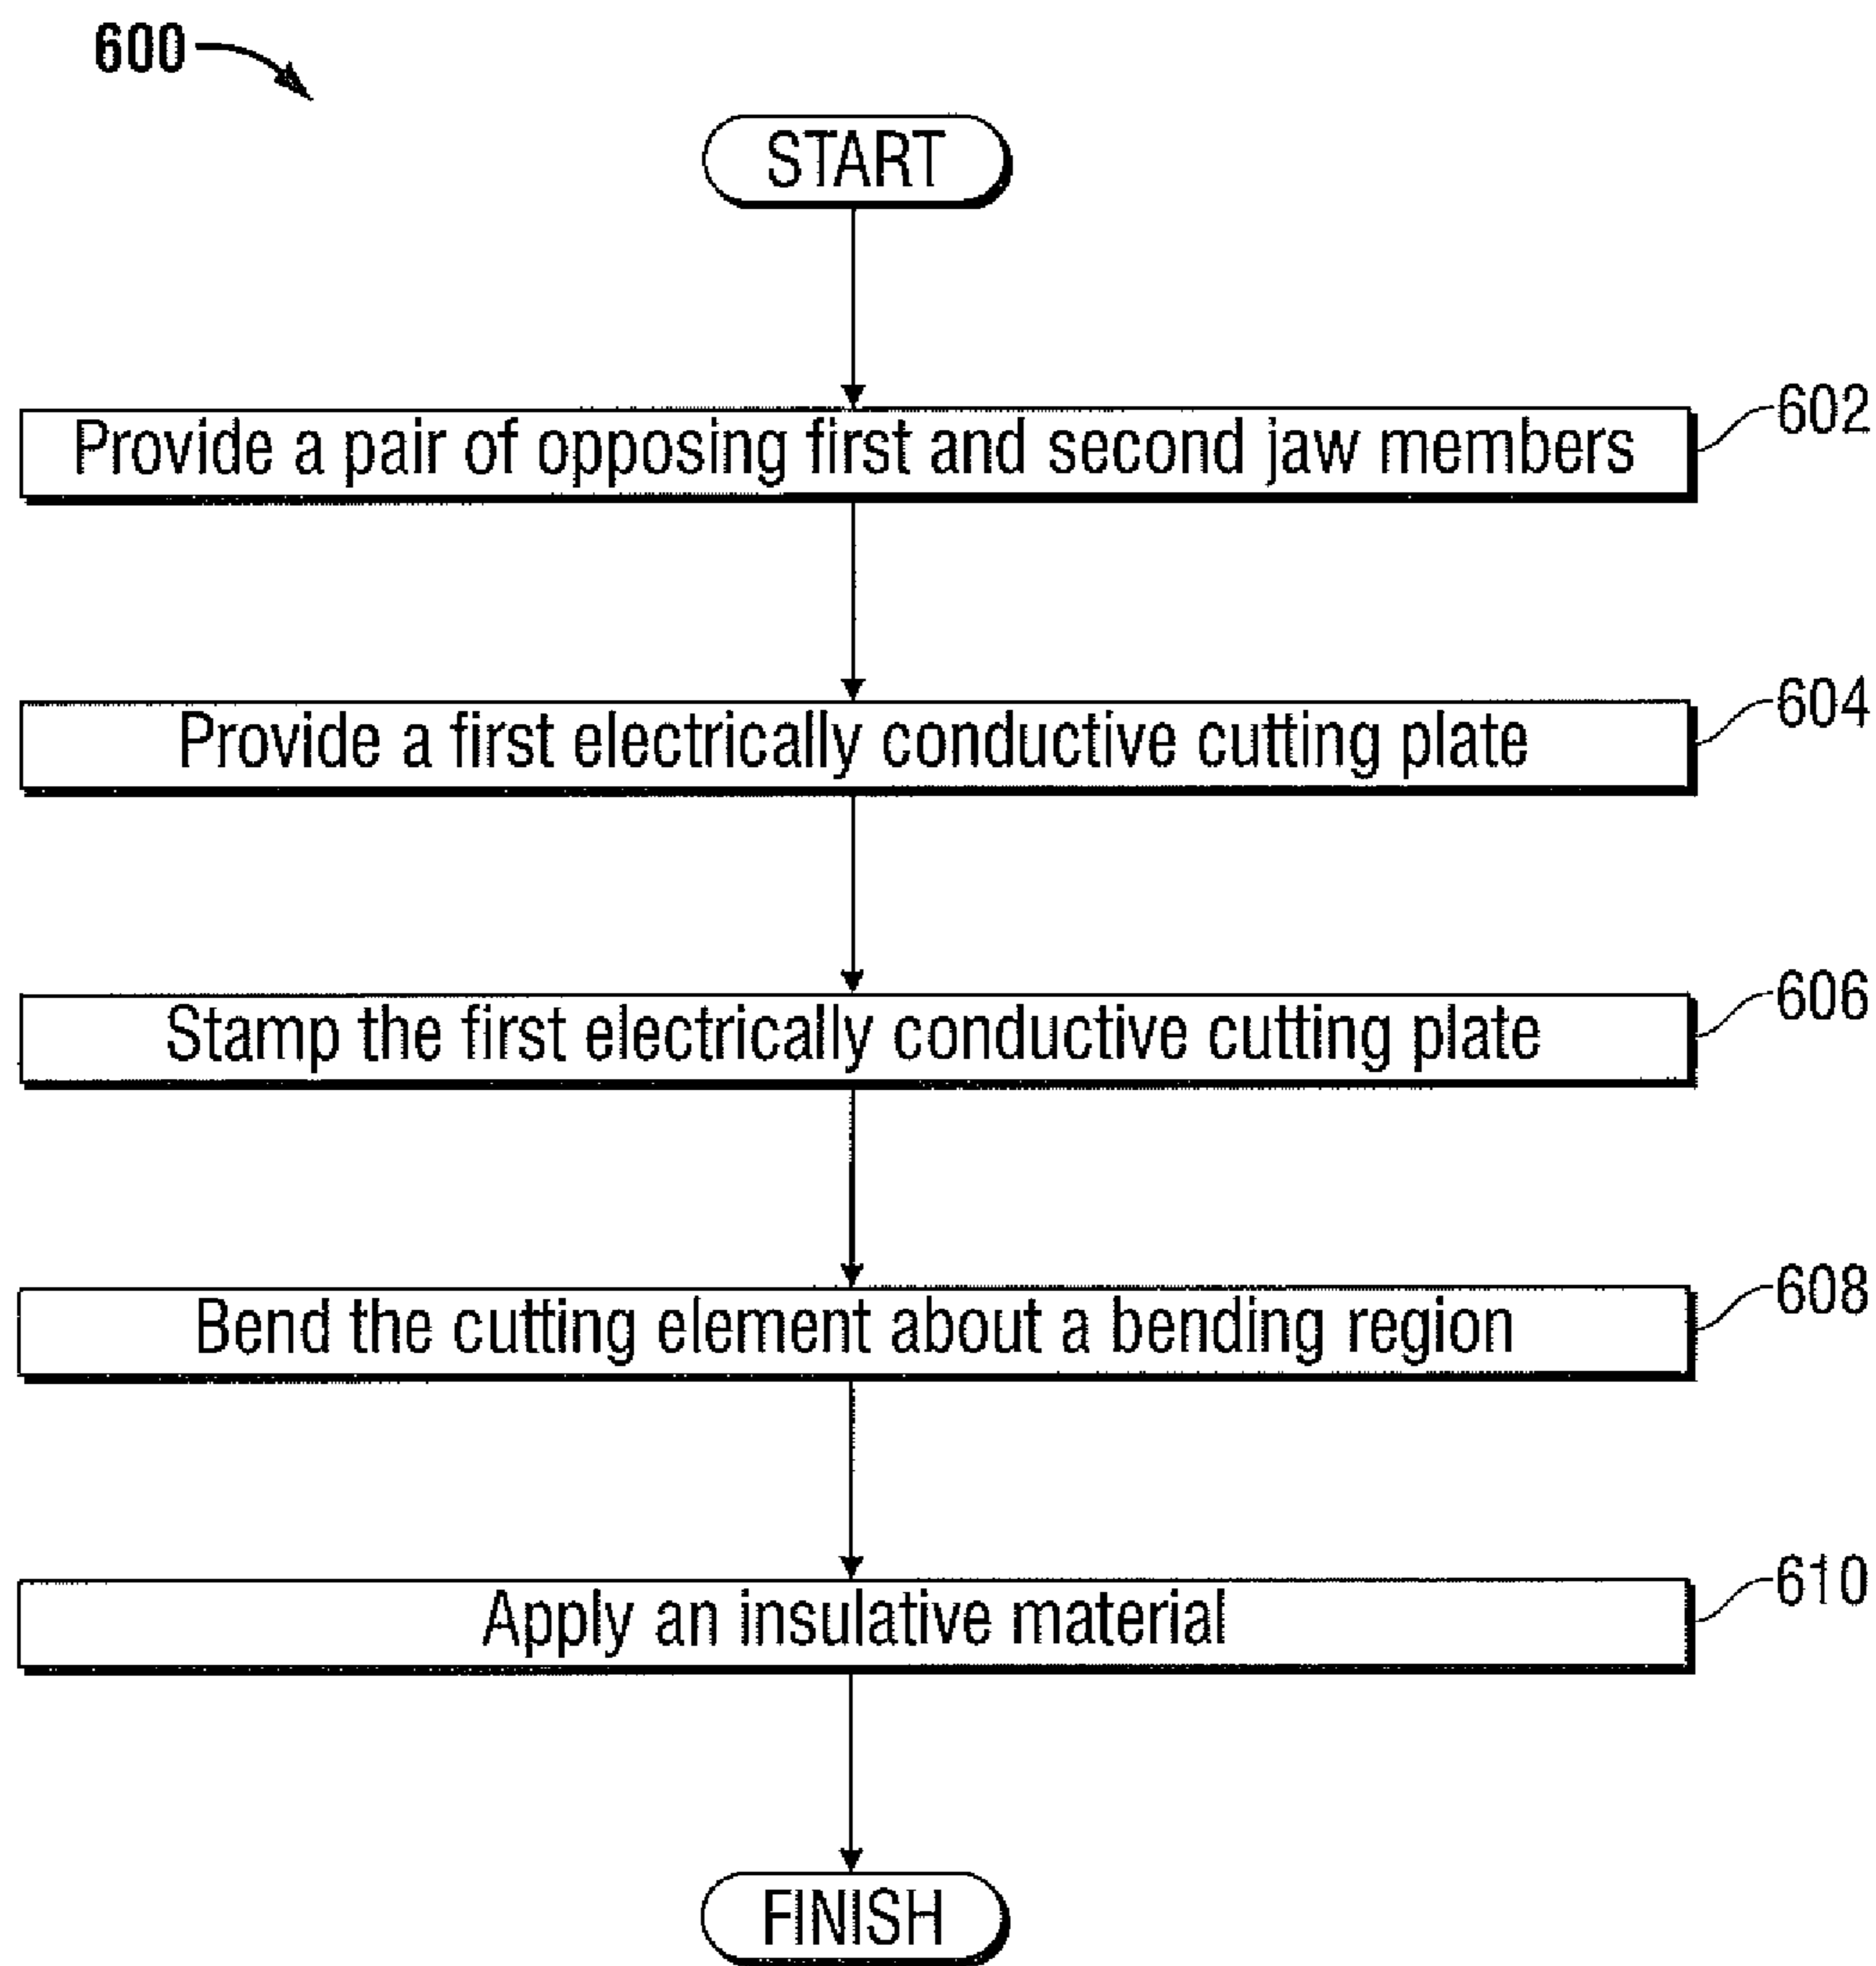 600
START
Provide a pair of opposing first and second jaw members
602
Provide a first electrically conductive cutting plate
604
Stamp the first electrically conductive cutting plate
606
Bend the cutting element about a bending region
608
Apply an insulative material
610
FINISH